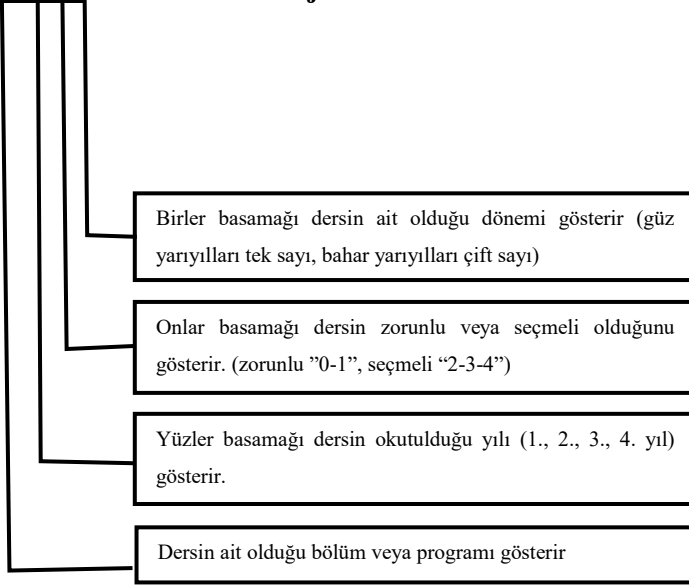 Birler basamağı dersin ait olduğu dönemi gösterir (güz
yarıyılları tek sayı, bahar yarıyılları çift sayı)
Onlar basamağı dersin zorunlu veya seçmeli olduğunu
gösterir. (zorunlu ”0-1”, seçmeli “2-3-4”)
Yüzler basamağı dersin okutulduğu yılı (1., 2., 3., 4. yıl)
gösterir.
Dersin ait olduğu bölüm veya programı gösterir